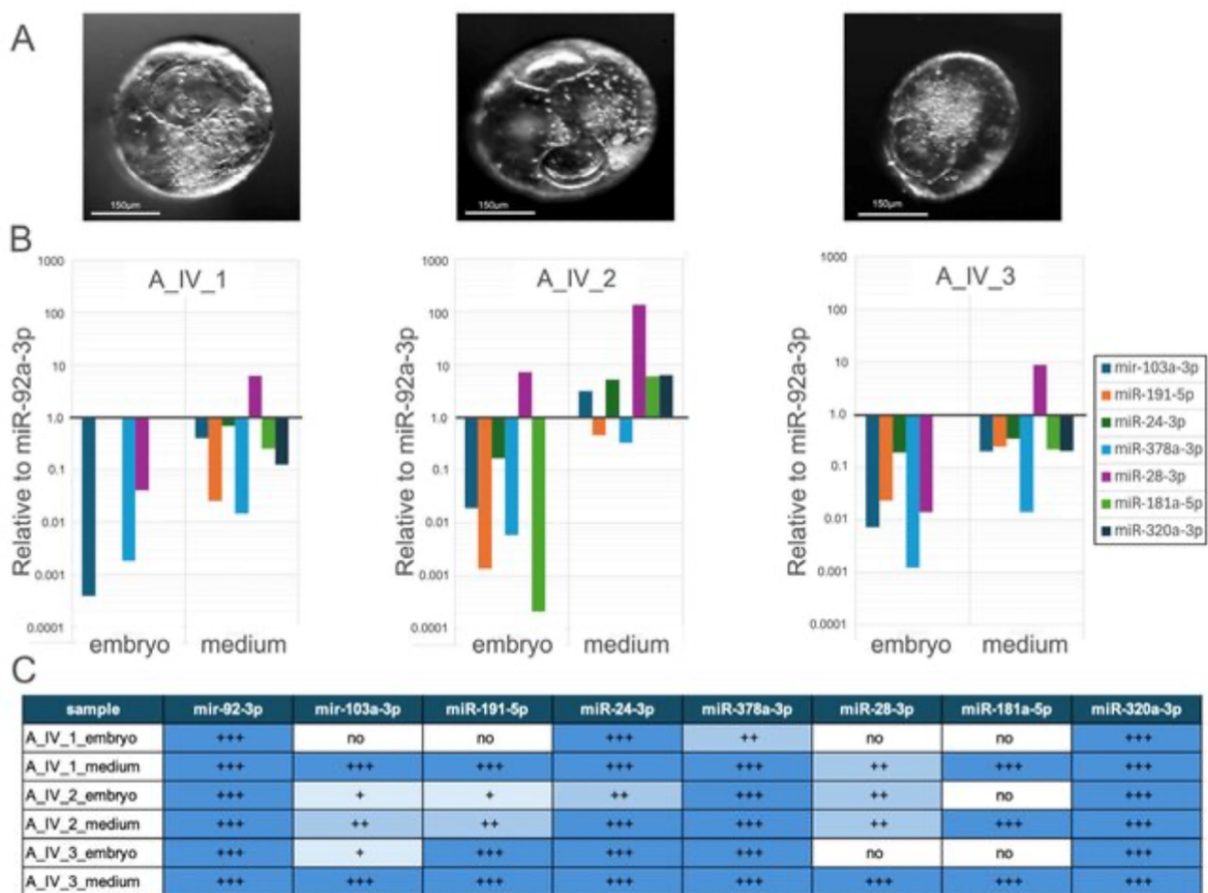 A
150µm 150µm 150µm
B
A_IV_1 A_IV_2 A_IV_3
Relative to miR-92a-3p
1000
100
10
1.0
0.1
0.01
0.001
0.0001
embryo medium
Relative to miR-92a-3p
1000
100
10
1.0
0.1
0.01
0.001
0.0001
embryo medium
Relative to miR-92a-3p
1000
100
10
1.0
0.1
0.01
0.001
0.0001
embryo medium
mir-103a-3p
miR-191-5p
miR-24-3p
miR-378a-3p
miR-28-3p
miR-181a-5p
miR-320a-3p
C
sample mir-92-3p mir-103a-3p miR-191-5p miR-24-3p miR-378a-3p miR-28-3p miR-181a-5p miR-320a-3p
A_IV_1_embryo +++ no no +++ ++ no no +++
A_IV_1_medium +++ +++ +++ +++ +++ ++ +++ +++
A_IV_2_embryo +++ + + ++ +++ ++ no +++
A_IV_2_medium +++ ++ ++ +++ +++ ++ +++ +++
A_IV_3_embryo +++ + +++ +++ +++ no no +++
A_IV_3_medium +++ +++ +++ +++ +++ +++ +++ +++